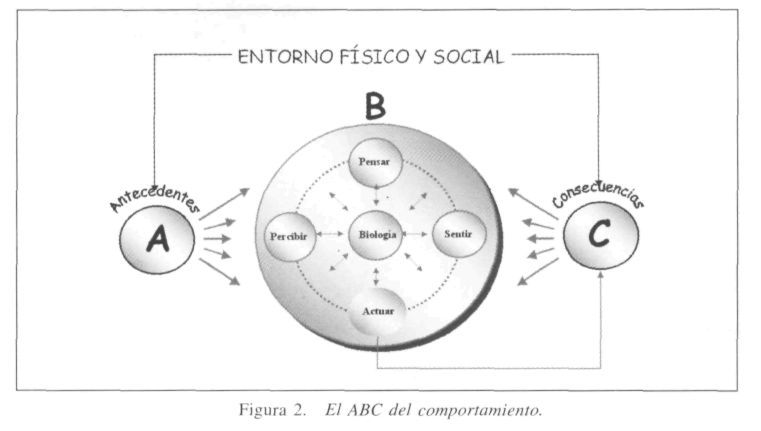 ENTORNO FÍSICO Y SOCIAL
B
Pensar
Antecedentes
Consecuencias
A
Percibir
Biología
Sentir
C
Actuar
Figura 2. El ABC del comportamiento.